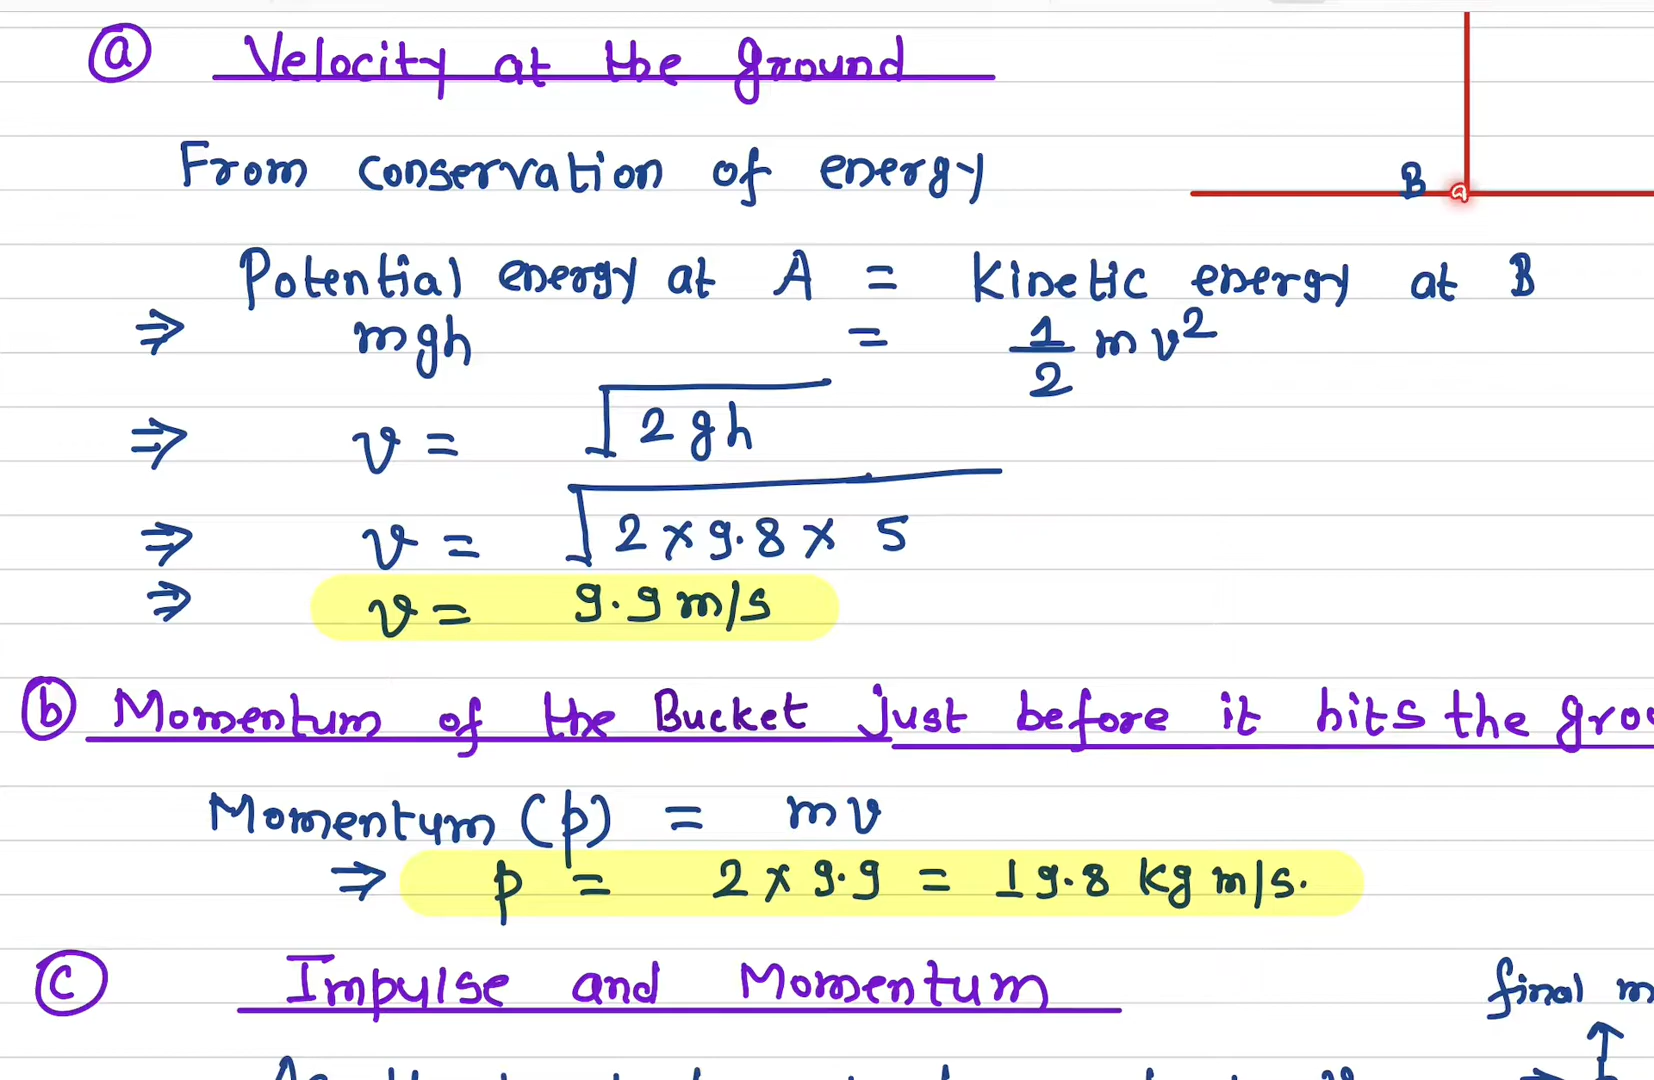 ⓐ Velocity at the ground
From conservation of energy
B a
Potential energy at A = Kinetic energy at B
⇒ mgh = 1/2 mv²
⇒ v = √2gh
⇒ v = √2×9.8×5
⇒ v = 9.9 m/s
ⓑ Momentum of the Bucket just before it hits the
Momentum (p) = mv
⇒ p = 2×9.9 = 19.8 kg m/s.
ⓒ Impulse and Momentum
final